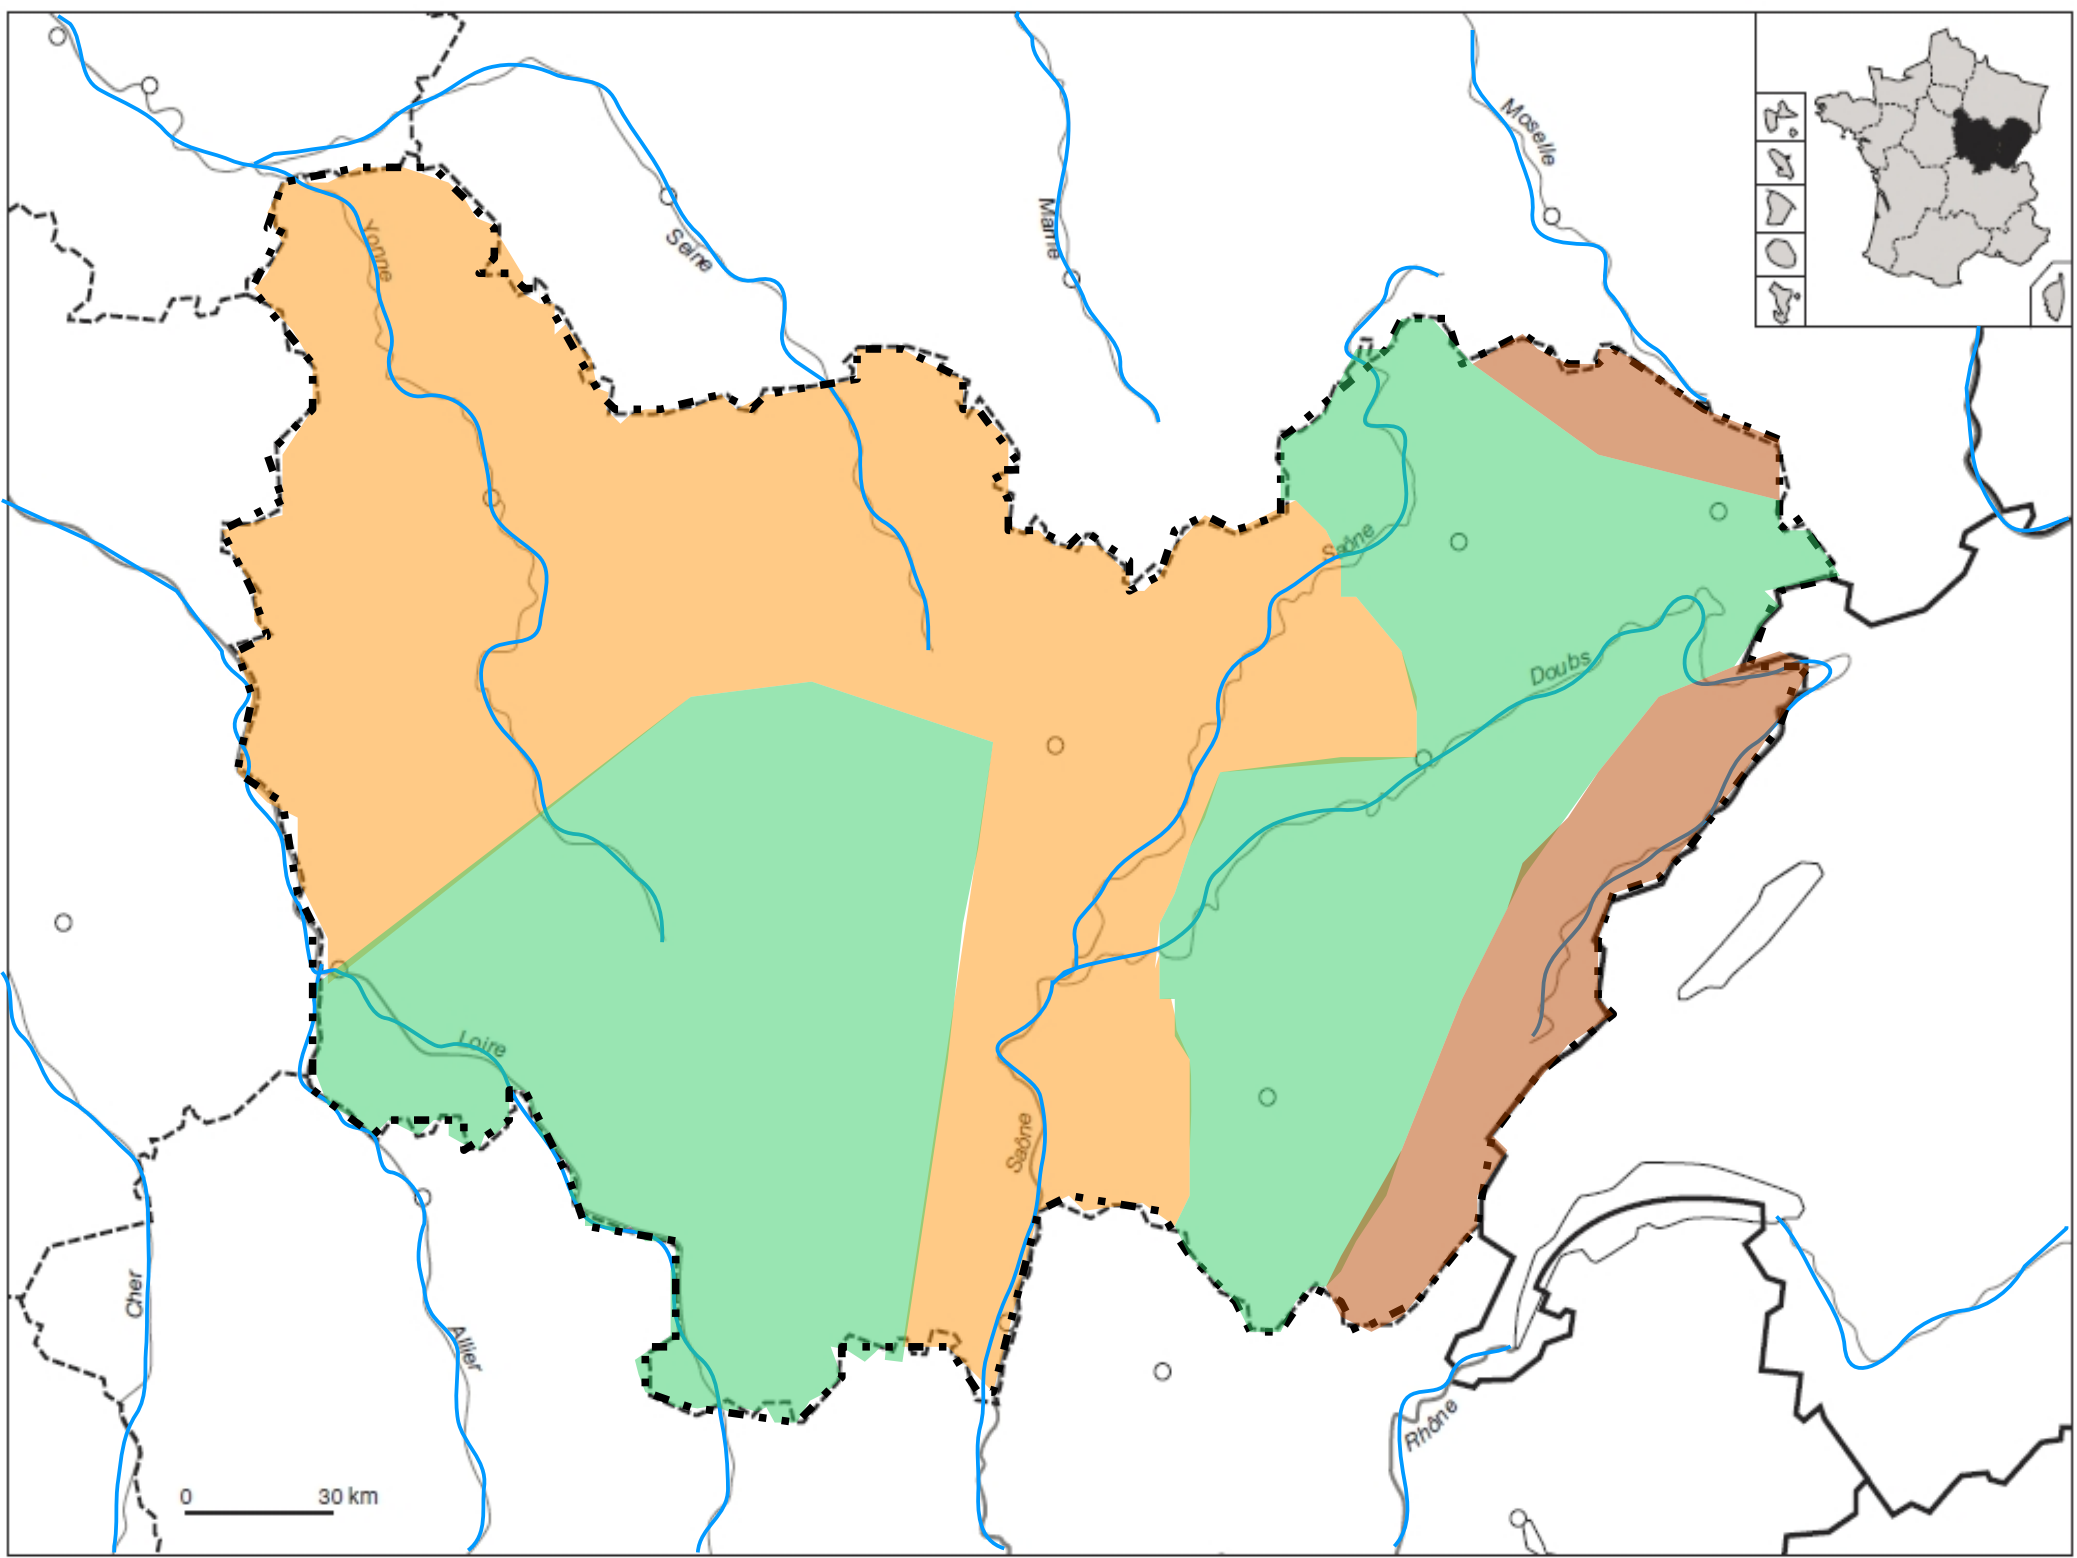 Moselle
Yonne
Seine
Marne
Saône
Doubs
Loire
Saône
Cher
Allier
Rhône
0 30 km